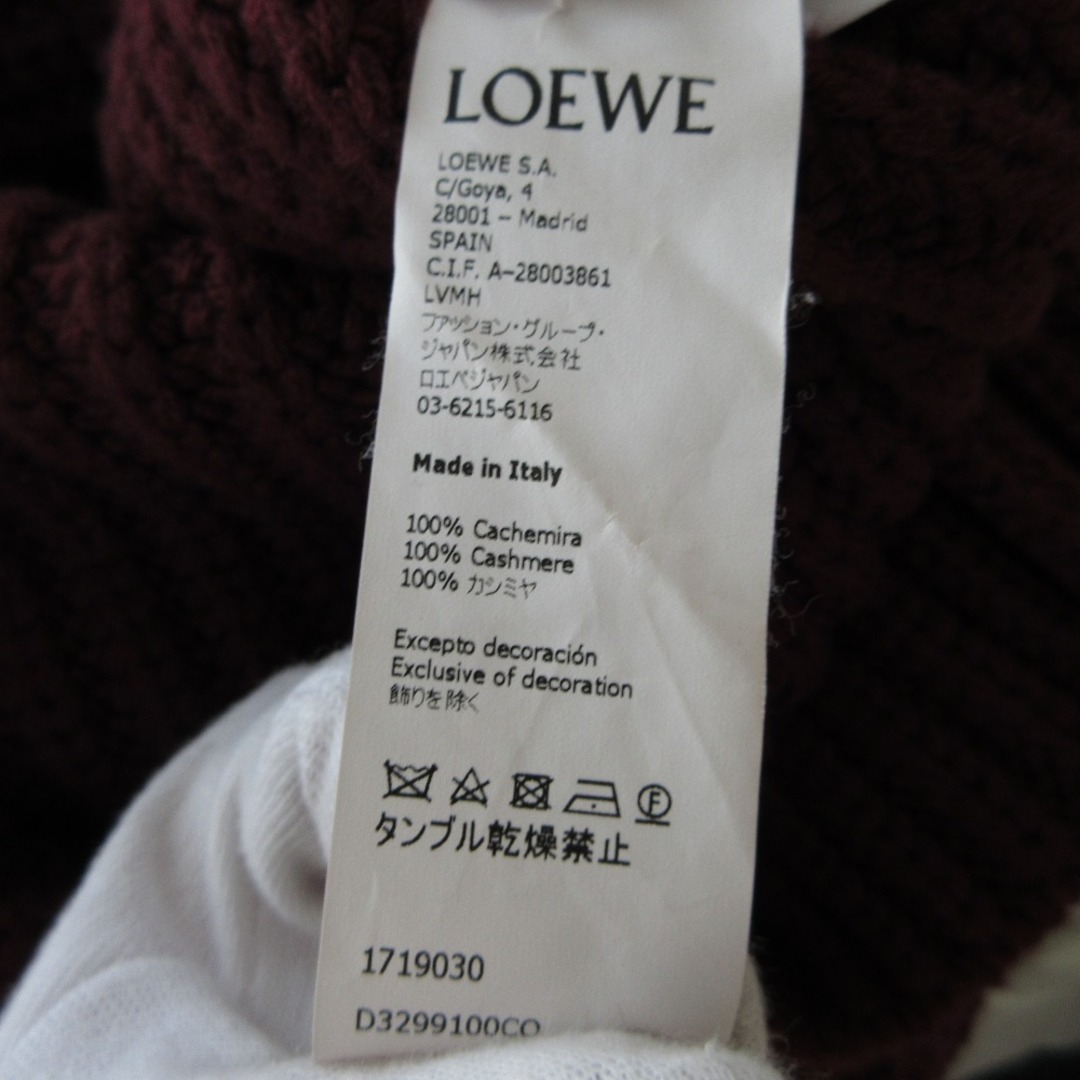 LOEWE
LOEWE S.A.
C/Goya, 4
28001 – Madrid
SPAIN
C.I.F. A–28003861
LVMH
ファッション・グループ・
ジャパン株式会社
ロエベジャパン
03-6215-6116
Made in Italy
100% Cachemira
100% Cashmere
100% カシミヤ
Excepto decoración
Exclusive of decoration
飾りを除く
F
タンブル乾燥禁止
1719030
D3299100CO